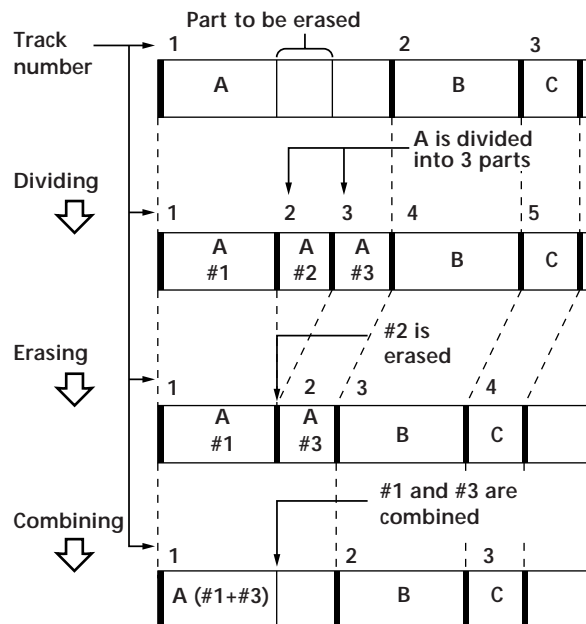 Part to be erased
Track
number
1 2 3
A B C
A is divided
into 3 parts
Dividing
1 2 3 4 5
A A A
#1 #2 #3 B C
#2 is
erased
Erasing
1 2 3 4
A A
#1 #3 B C
#1 and #3 are
combined
Combining
1 2 3
A (#1+#3) B C